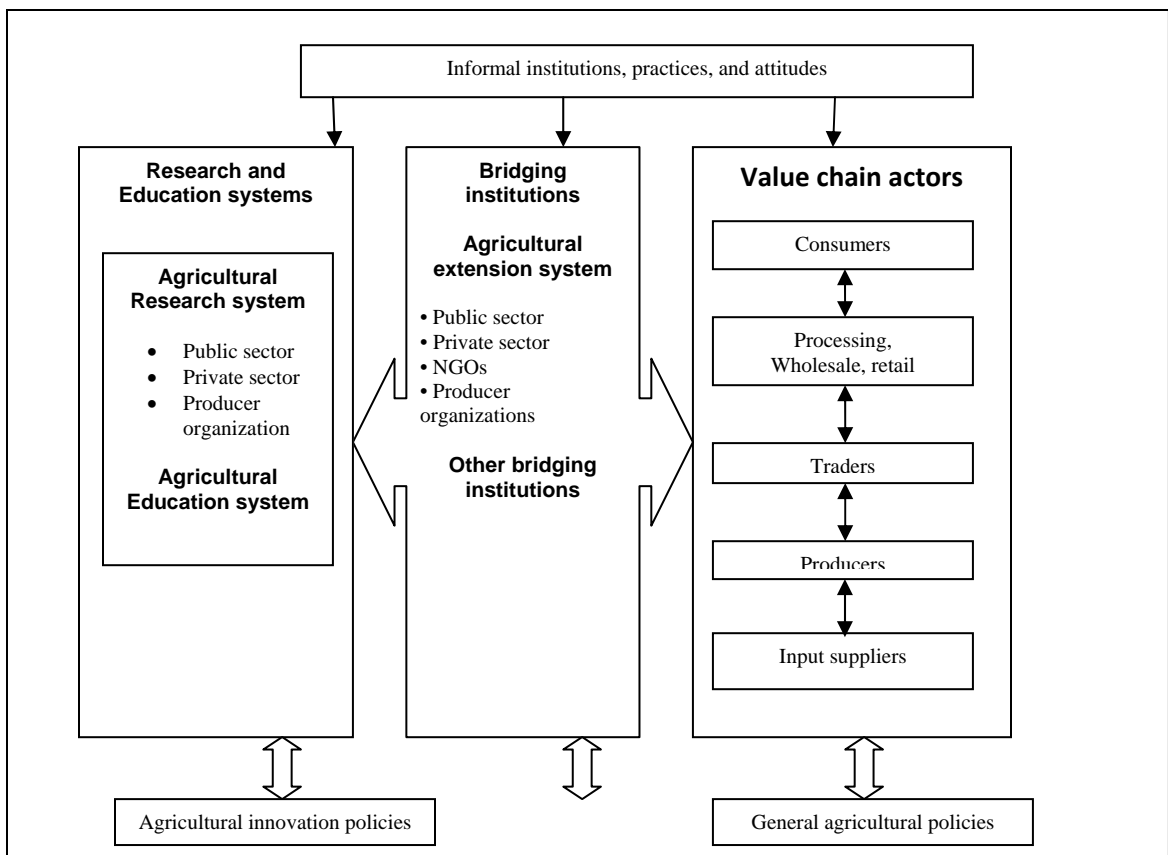 Informal institutions, practices, and attitudes
Research and
Education systems
Agricultural
Research system
• Public sector
• Private sector
• Producer
organization
Agricultural
Education system
Bridging
institutions
Agricultural
extension system
• Public sector
• Private sector
• NGOs
• Producer
organizations
Other bridging
institutions
Value chain actors
Consumers
Processing,
Wholesale, retail
Traders
Producers
Input suppliers
Agricultural innovation policies
General agricultural policies